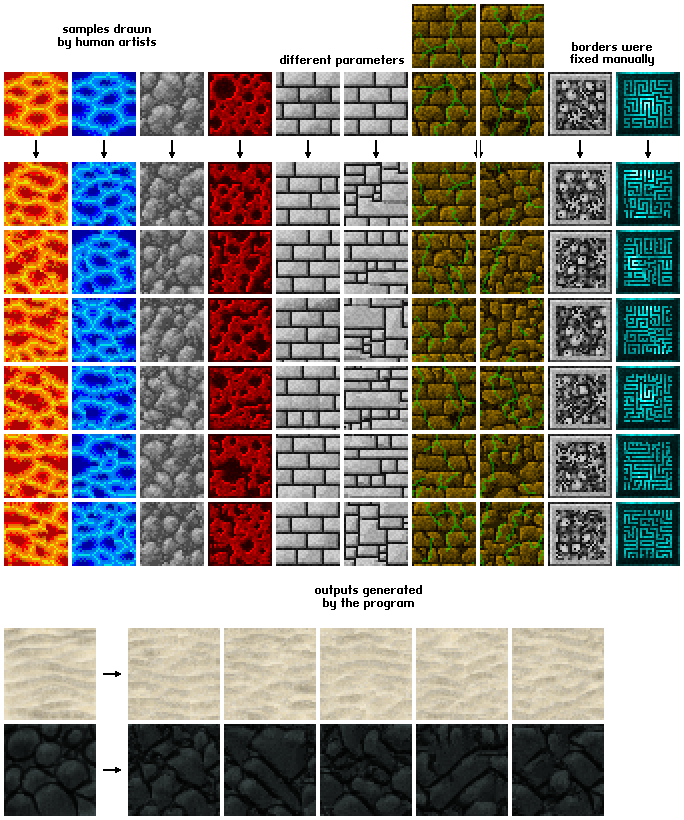 samples drawn
by human artists
different parameters
borders were
fixed manually
outputs generated
by the program